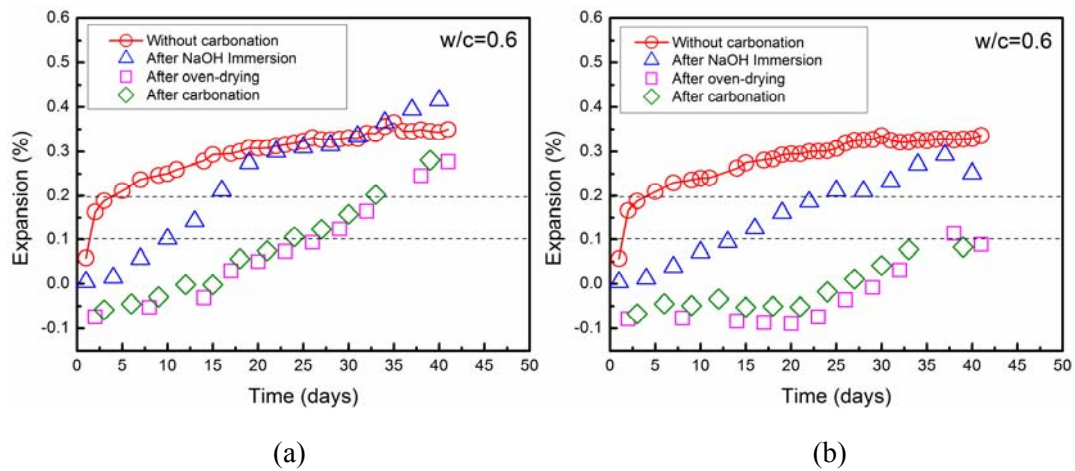 w/c=0.6
Without carbonation
After NaOH Immersion
After oven-drying
After carbonation
Expansion (%)
0.6
0.5
0.4
0.3
0.2
0.1
0.0
-0.1
0 5 10 15 20 25 30 35 40 45 50
Time (days)
(a)
w/c=0.6
Without carbonation
After NaOH Immersion
After oven-drying
After carbonation
Expansion (%)
0.6
0.5
0.4
0.3
0.2
0.1
0.0
-0.1
0 5 10 15 20 25 30 35 40 45 50
Time (days)
(b)